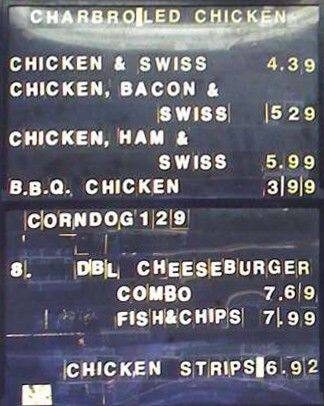 CHARBROILED CHICKEN
CHICKEN & SWISS 4.39
CHICKEN, BACON &
SWISS 529
CHICKEN, HAM &
SWISS 5.99
B.B.Q. CHICKEN 399
CORNDOG 129
8. DBL CHEESEBURGER
COMBO 7.69
FISH&CHIPS 7.99
CHICKEN STRIPS 6.92